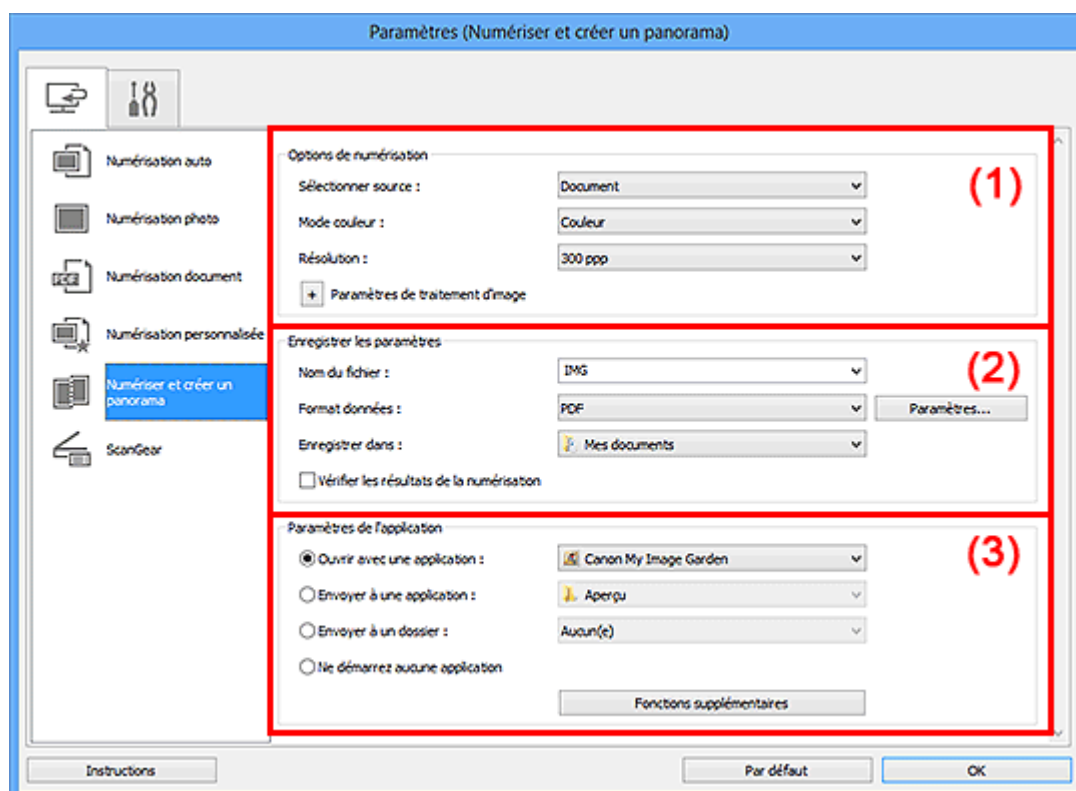 Paramètres (Numériser et créer un panorama)
Numérisation auto
Numérisation photo
Numérisation document
Numérisation personnalisée
Numériser et créer un
panorama
ScanGear
Options de numérisation
(1)
Sélectionner source :
Document
Mode couleur :
Couleur
Résolution :
300 ppp
+ Paramètres de traitement d'image
Enregistrer les paramètres
(2)
Nom du fichier :
IMG
Format données :
PDF
Paramètres...
Enregistrer dans :
Mes documents
Vérifier les résultats de la numérisation
Paramètres de l'application
(3)
Ouvrir avec une application :
Canon My Image Garden
Envoyer à une application :
Aperçu
Envoyer à un dossier :
Aucun(e)
Ne démarrez aucune application
Fonctions supplémentaires
Instructions
Par défaut
OK